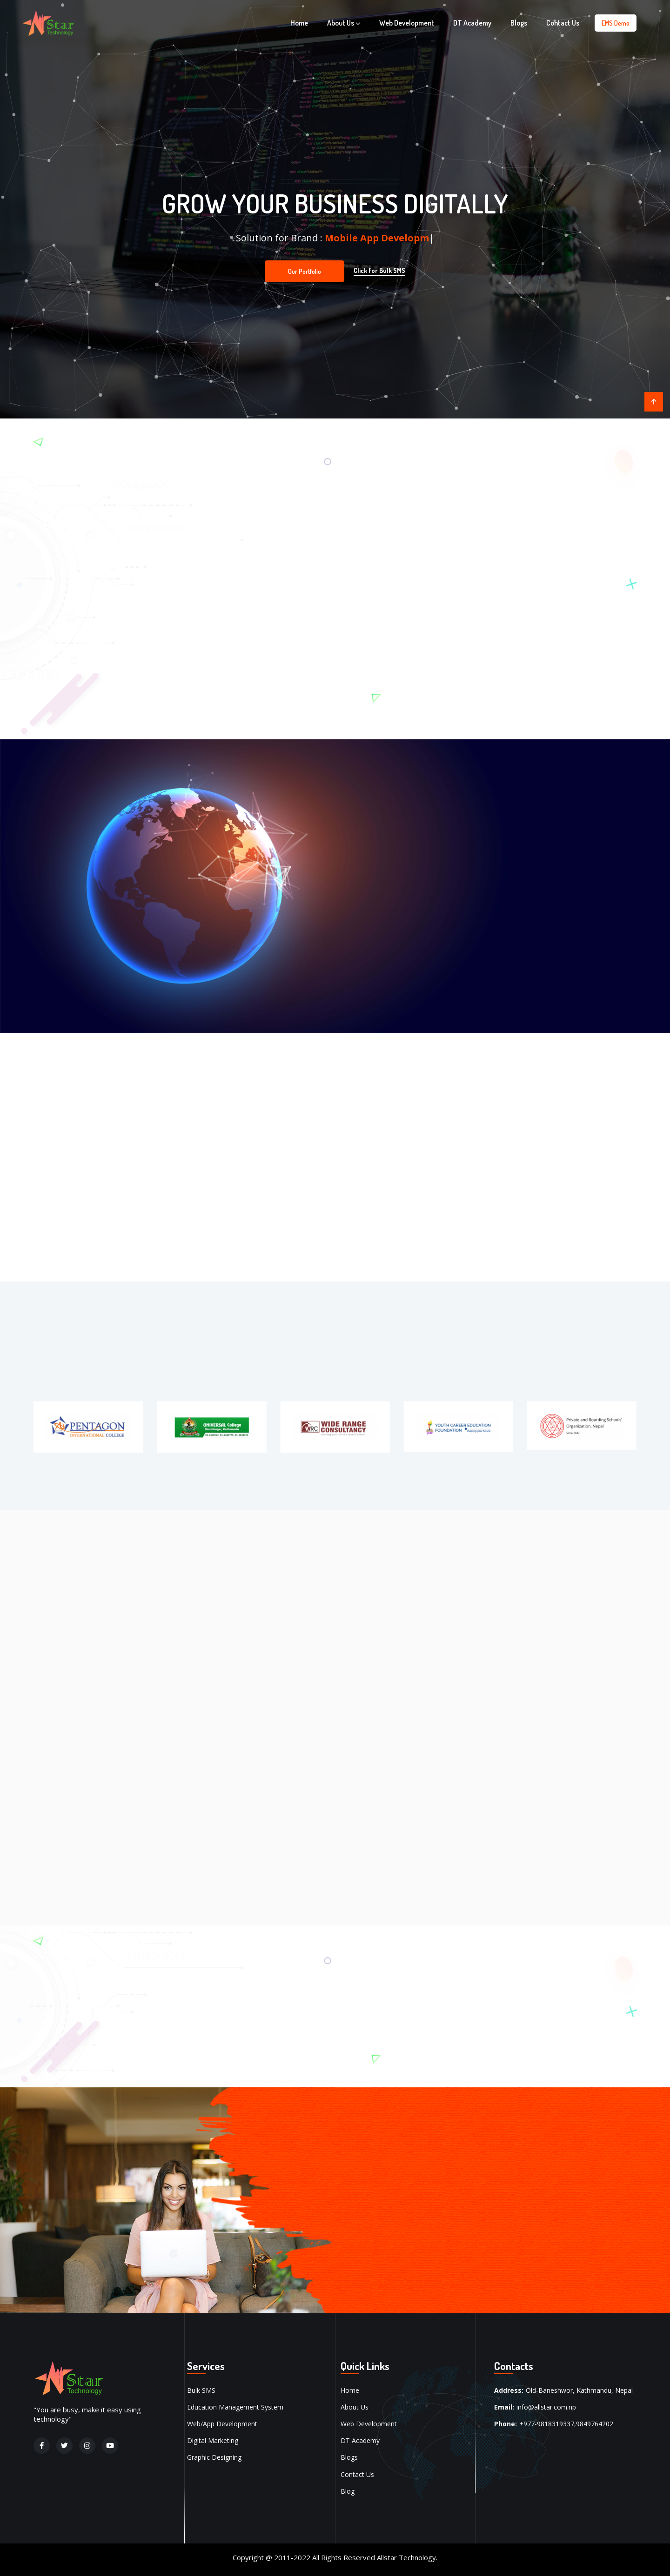 Star
Technology
Home
About Us
Web Development
DT Academy
Blogs
Contact Us
EMS Demo
GROW YOUR BUSINESS DIGITALLY
. Solution for Brand : Mobile App Developm|
Our Portfolio
Click For Bulk SMS
PENTAGON
INTERNATIONAL COLLEGE
UNIVERSAL College
WRC
WIDE RANGE
CONSULTANCY
YOUTH CAREER EDUCATION
FOUNDATION
Private and Boarding Schools'
Organisation, Nepal
Star
Technology
"You are busy, make it easy using
technology"
Services
Bulk SMS
Education Management System
Web/App Development
Digital Marketing
Graphic Designing
Quick Links
Home
About Us
Web Development
DT Academy
Blogs
Contact Us
Blog
Contacts
Address: Old-Baneshwor, Kathmandu, Nepal
Email: info@allstar.com.np
Phone: +977-9818319337,9849764202
Copyright @ 2011-2022 All Rights Reserved Allstar Technology.